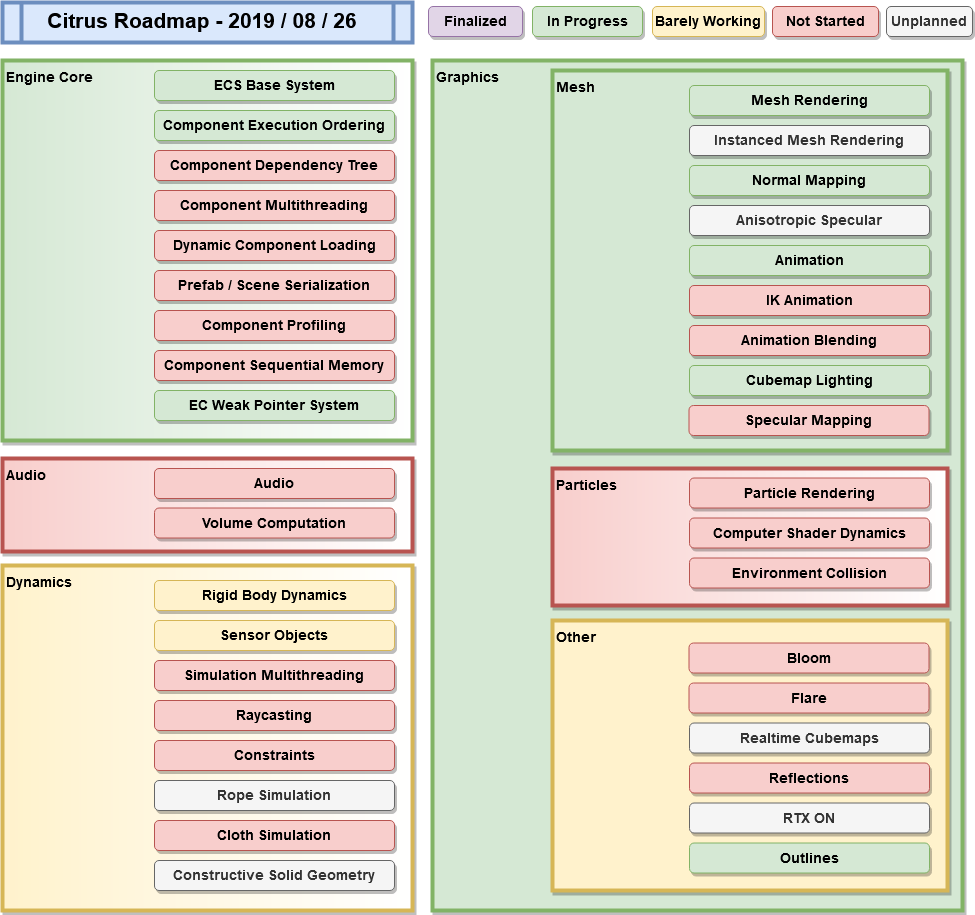 Citrus Roadmap - 2019 / 08 / 26
Finalized
In Progress
Barely Working
Not Started
Unplanned
Engine Core
ECS Base System
Component Execution Ordering
Component Dependency Tree
Component Multithreading
Dynamic Component Loading
Prefab / Scene Serialization
Component Profiling
Component Sequential Memory
EC Weak Pointer System
Audio
Audio
Volume Computation
Dynamics
Rigid Body Dynamics
Sensor Objects
Simulation Multithreading
Raycasting
Constraints
Rope Simulation
Cloth Simulation
Constructive Solid Geometry
Graphics
Mesh
Mesh Rendering
Instanced Mesh Rendering
Normal Mapping
Anisotropic Specular
Animation
IK Animation
Animation Blending
Cubemap Lighting
Specular Mapping
Particles
Particle Rendering
Computer Shader Dynamics
Environment Collision
Other
Bloom
Flare
Realtime Cubemaps
Reflections
RTX ON
Outlines